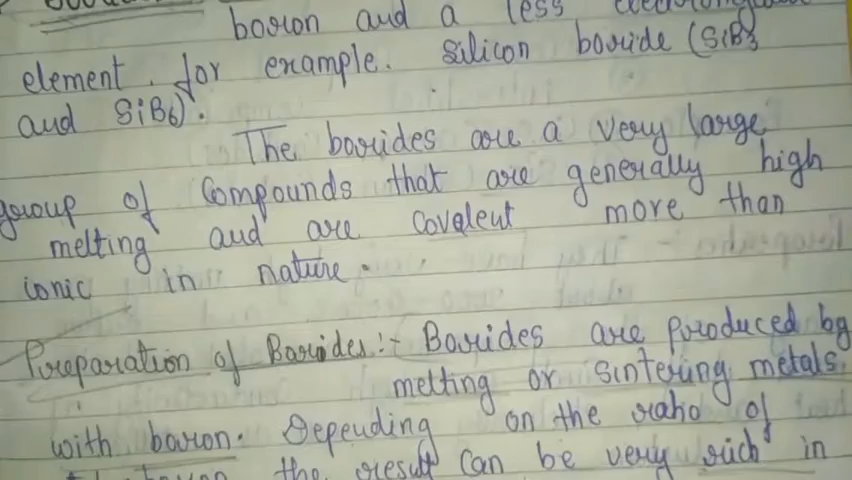 boron and a less
element. for example. Silicon boride (SiB3
and SiB6).
The borides are a very large
group of compounds that are generally high
melting and are covalent more than
ionic in nature.
Preparation of Borides:- Borides are produced by
melting or sintering metals
with boron. Depending on the ratio of
the result can be very rich in